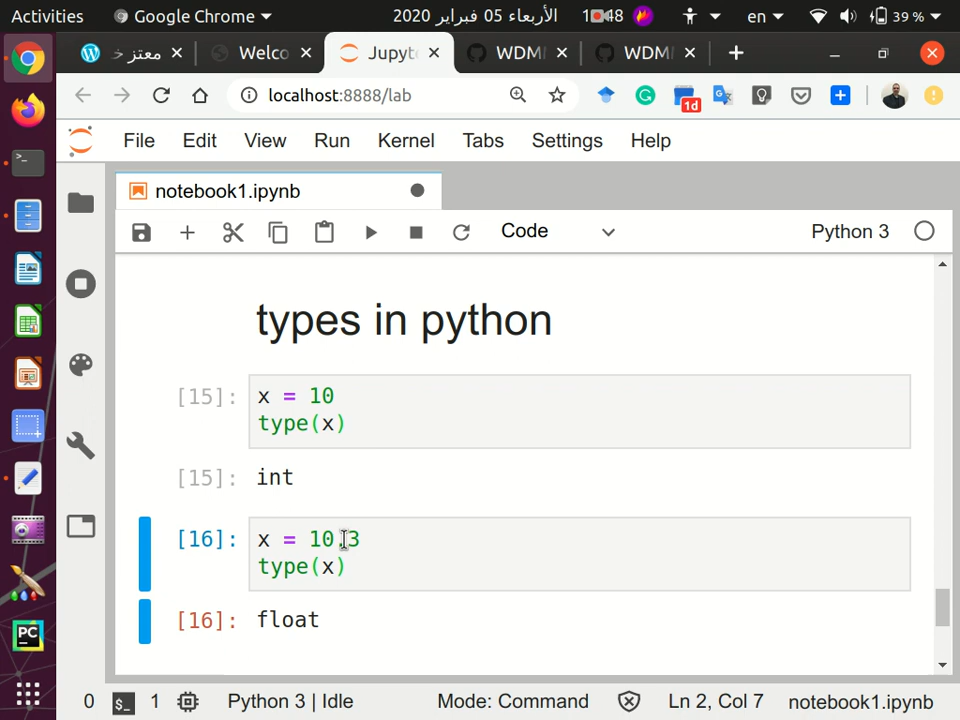 Activities Google Chrome ▾ الأربعاء 05 فبراير 2020 en ▾ 39 % ▾
معتز × Welco × Jupyt × WDM × WDM × +
localhost:8888/lab 1d
File Edit View Run Kernel Tabs Settings Help
notebook1.ipynb
Code Python 3
types in python
[15]: x = 10
type(x)
[15]: int
[16]: x = 10.3
type(x)
[16]: float
PC
0 $_ 1 Python 3 | Idle Mode: Command Ln 2, Col 7 notebook1.ipynb